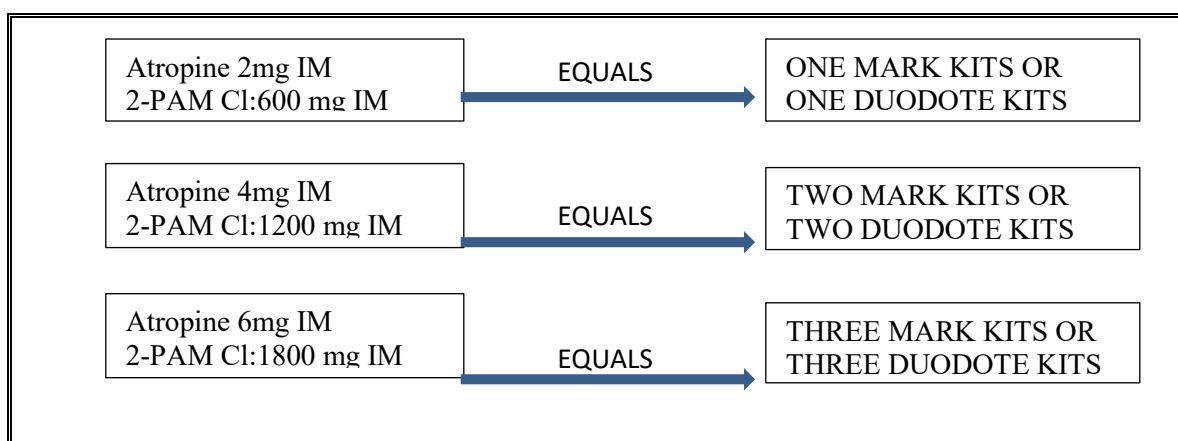 Atropine 2mg IM
2-PAM Cl:600 mg IM
EQUALS
ONE MARK KITS OR
ONE DUODOTE KITS
Atropine 4mg IM
2-PAM Cl:1200 mg IM
EQUALS
TWO MARK KITS OR
TWO DUODOTE KITS
Atropine 6mg IM
2-PAM Cl:1800 mg IM
EQUALS
THREE MARK KITS OR
THREE DUODOTE KITS